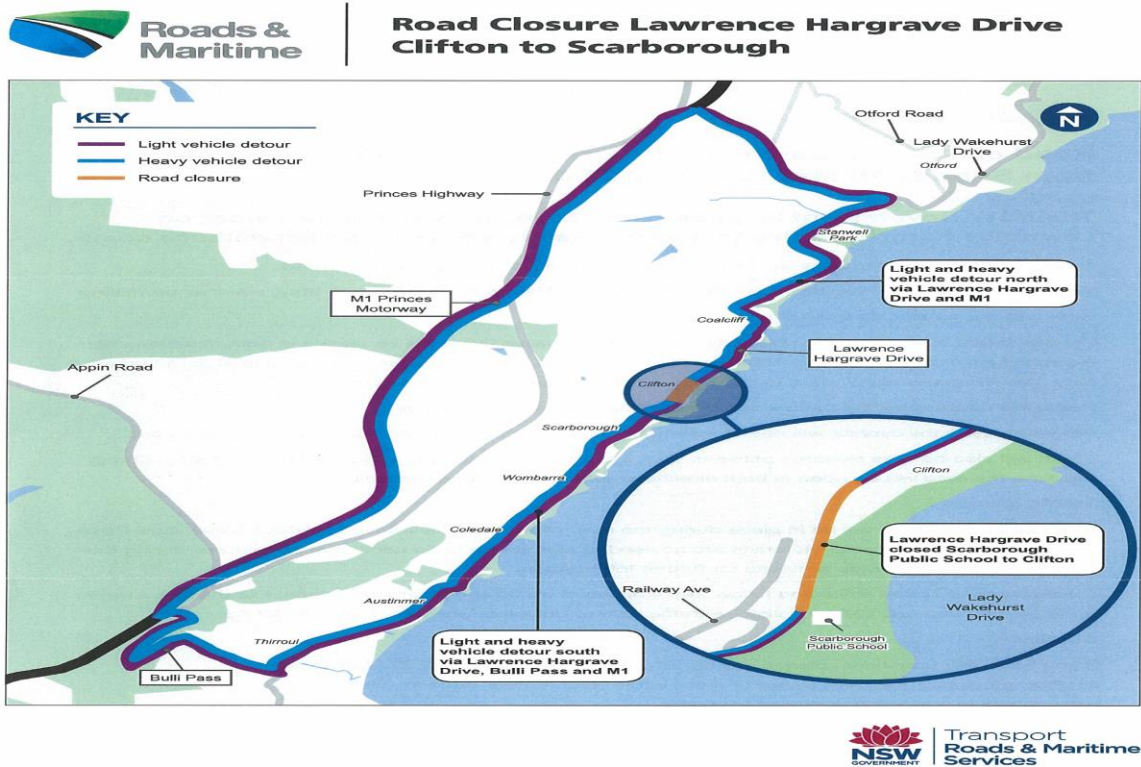 Roads &
Maritime
Road Closure Lawrence Hargrave Drive
Clifton to Scarborough
KEY
Light vehicle detour
Heavy vehicle detour
Road closure
N
Otford Road
Lady Wakehurst
Drive
Otford
Princes Highway
Stanwell
Park
Light and heavy
vehicle detour north
via Lawrence Hargrave
Drive and M1
M1 Princes
Motorway
Coalcliff
Lawrence
Hargrave Drive
Appin Road
Clifton
Scarborough
Wombarra
Clifton
Coledale
Lawrence Hargrave Drive
closed Scarborough
Public School to Clifton
Railway Ave
Lady
Wakehurst
Drive
Austinmer
Scarborough
Public School
Thirroul
Light and heavy
vehicle detour south
via Lawrence Hargrave
Drive, Bulli Pass and M1
Bulli Pass
NSW
GOVERNMENT
Transport
Roads & Maritime
Services